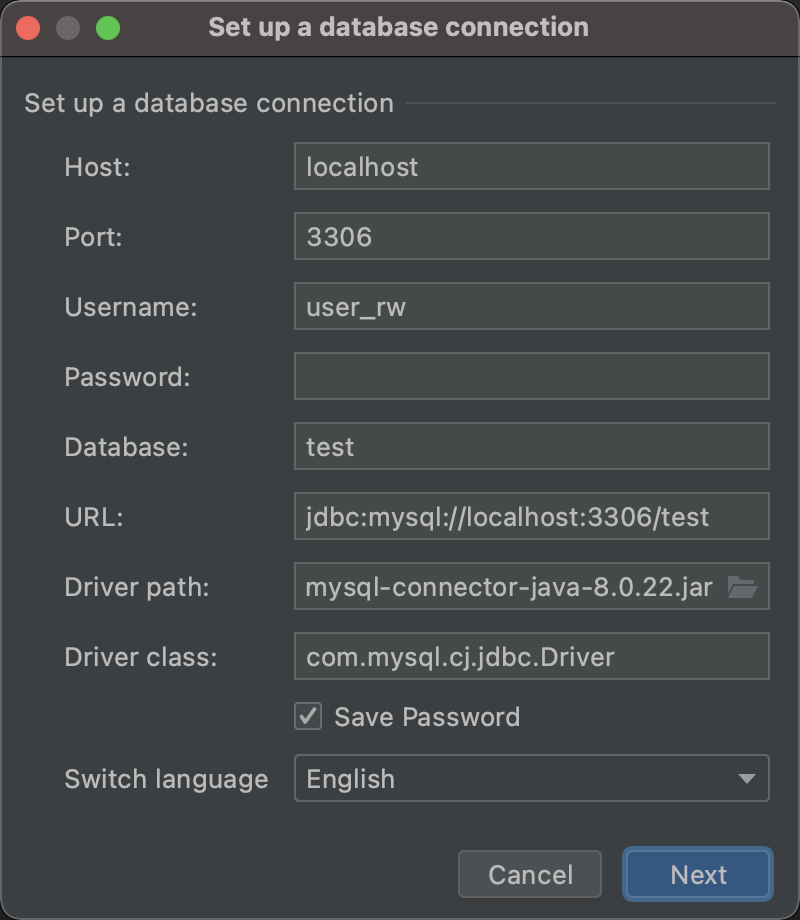 Set up a database connection
Set up a database connection
Host: localhost
Port: 3306
Username: user_rw
Password:
Database: test
URL: jdbc:mysql://localhost:3306/test
Driver path: mysql-connector-java-8.0.22.jar
Driver class: com.mysql.cj.jdbc.Driver
Save Password
Switch language English
Cancel Next